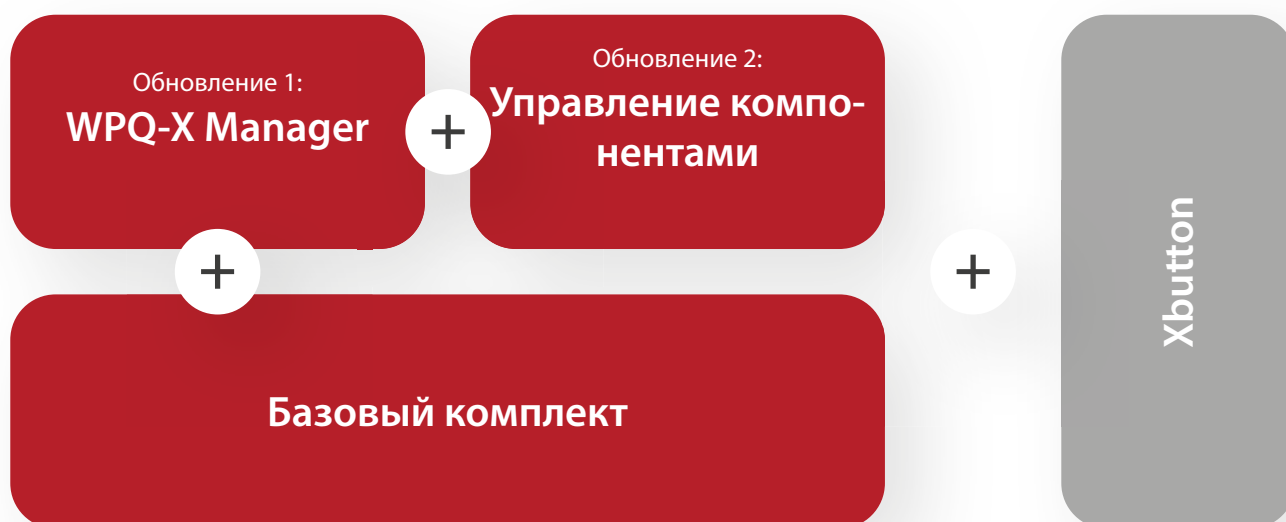 Обновление 1:
WPQ-X Manager
+
Обновление 2:
Управление компо-
нентами
+
+
Базовый комплект
Xbutton